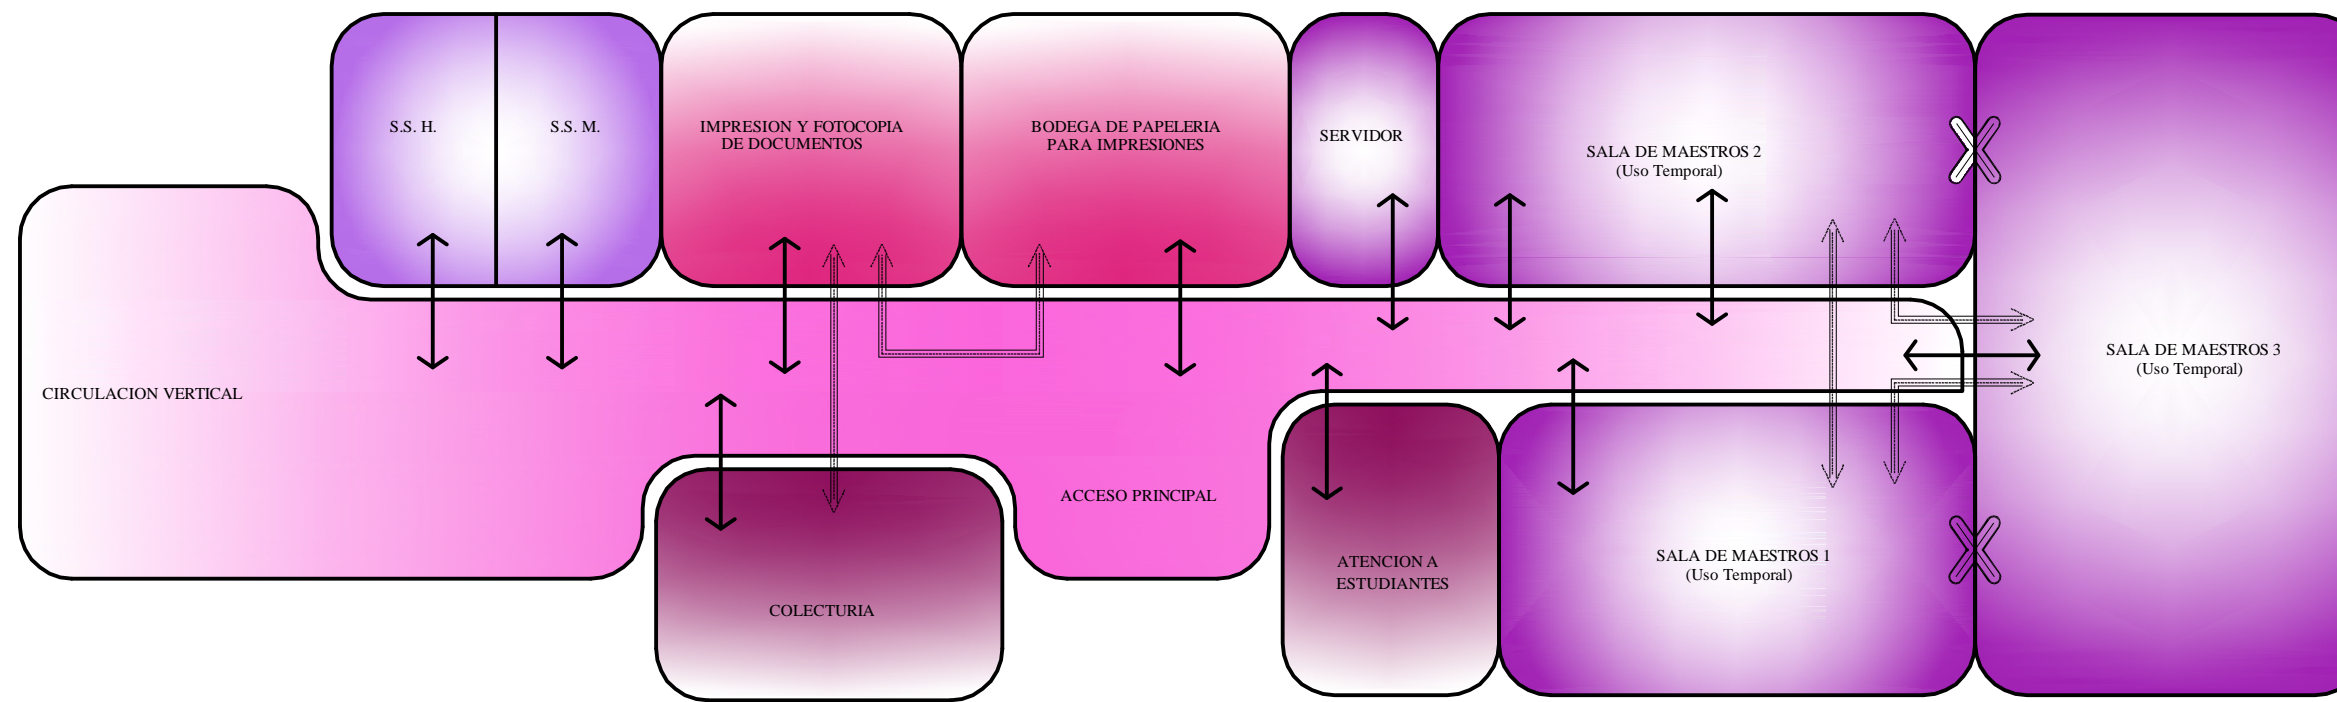 S.S. H.
S.S. M.
IMPRESION Y FOTOCOPIA
DE DOCUMENTOS
BODEGA DE PAPELERIA
PARA IMPRESIONES
SERVIDOR
SALA DE MAESTROS 2
(Uso Temporal)
SALA DE MAESTROS 3
(Uso Temporal)
CIRCULACION VERTICAL
ACCESO PRINCIPAL
COLECTURIA
ATENCION A
ESTUDIANTES
SALA DE MAESTROS 1
(Uso Temporal)